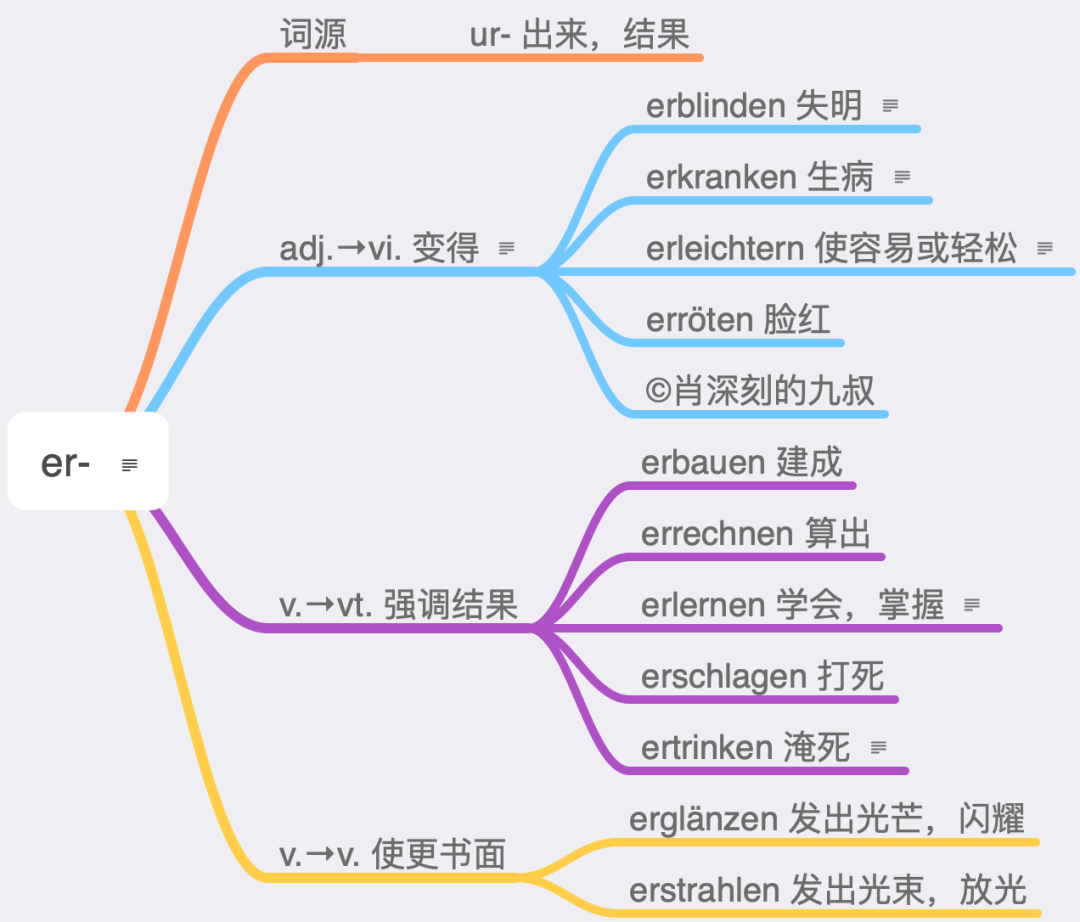 词源
ur- 出来，结果
erblinden 失明
erkranken 生病
adj.→vi. 变得
erleichtern 使容易或轻松
erröten 脸红
©肖深刻的九叔
er-
erbauen 建成
errechnen 算出
v.→vt. 强调结果
erlernen 学会，掌握
erschlagen 打死
ertrinken 淹死
v.→v. 使更书面
erglänzen 发出光芒，闪耀
erstrahlen 发出光束，放光